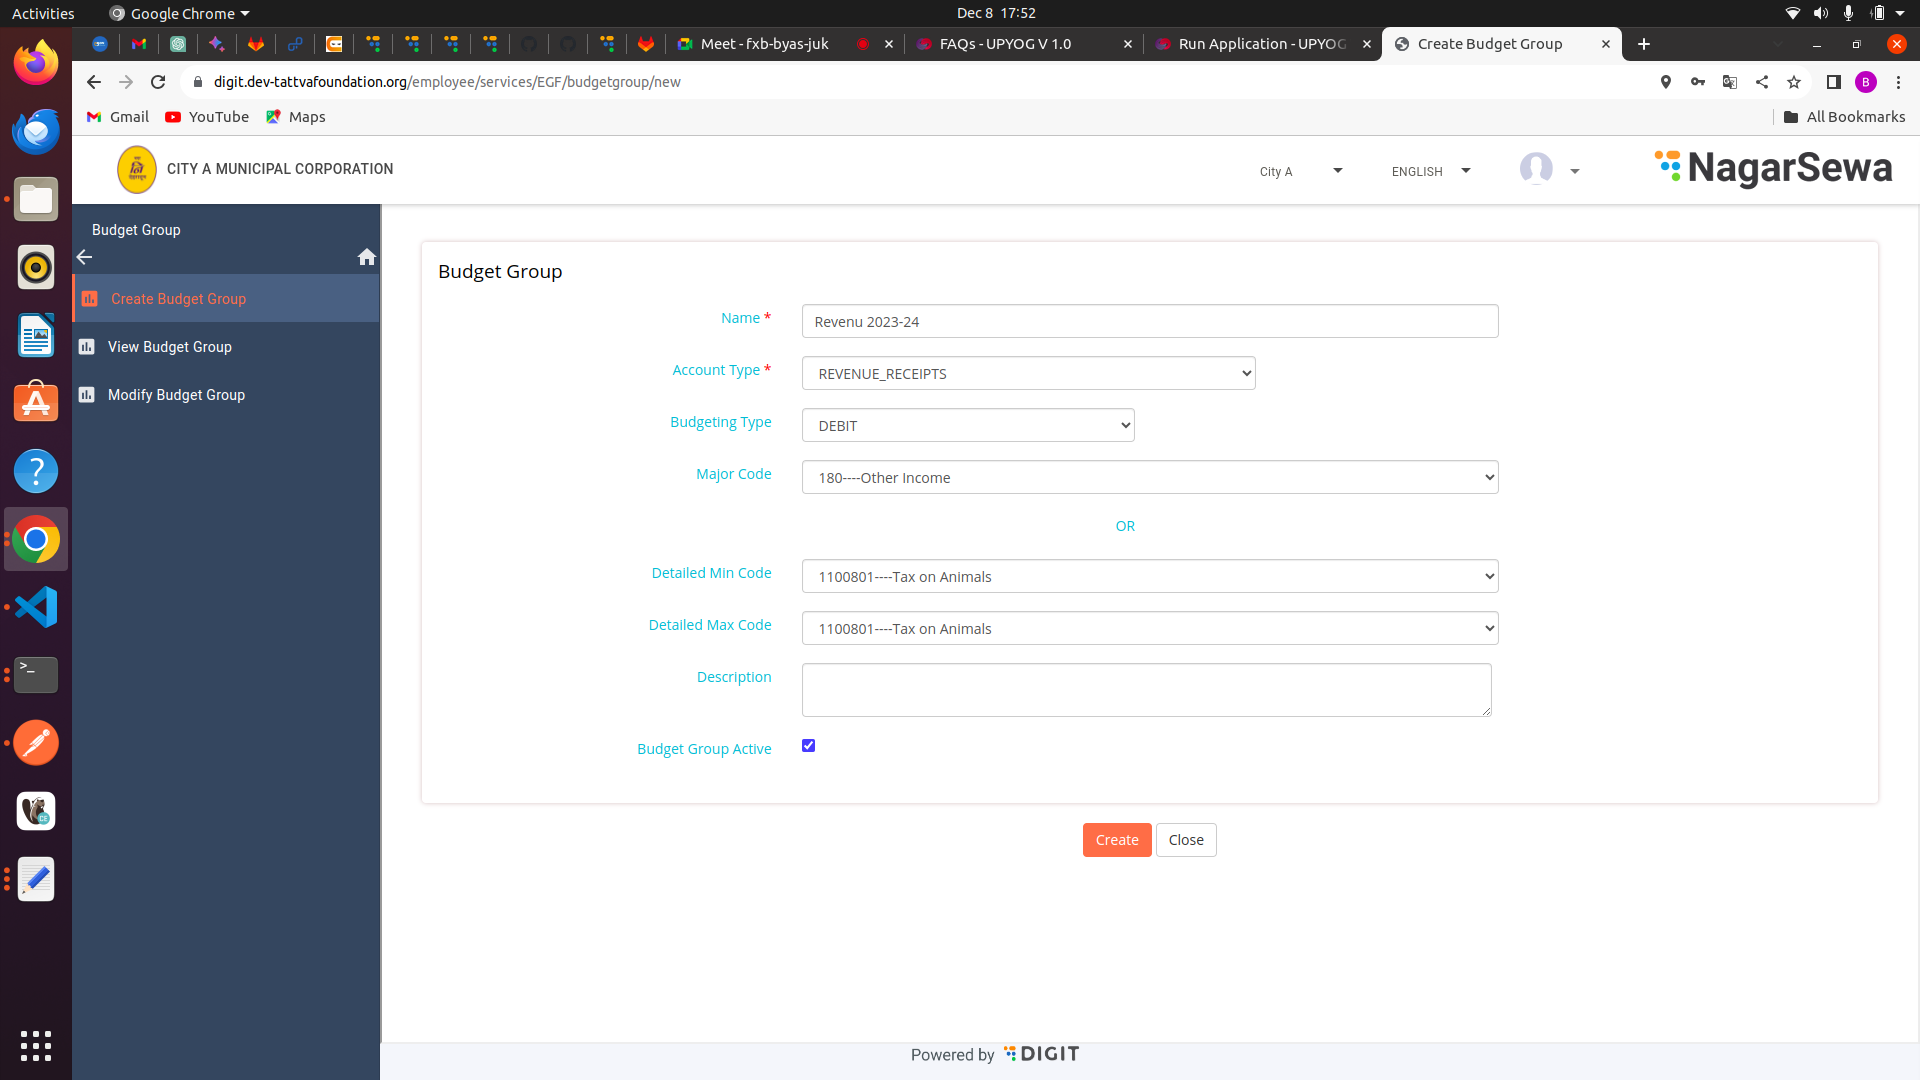 Activities
Google Chrome
Dec 8 17:52
Meet - fxb-byas-juk
FAQs - UPYOG V 1.0
Run Application - UPYOG
Create Budget Group
digit.dev-tattvafoundation.org/employee/services/EGF/budgetgroup/new
B
Gmail
YouTube
Maps
All Bookmarks
CITY A MUNICIPAL CORPORATION
City A
ENGLISH
NagarSewa
Budget Group
Create Budget Group
View Budget Group
Modify Budget Group
Budget Group
Name *
Revenu 2023-24
Account Type *
REVENUE_RECEIPTS
Budgeting Type
DEBIT
Major Code
180----Other Income
OR
Detailed Min Code
1100801----Tax on Animals
Detailed Max Code
1100801----Tax on Animals
Description
Budget Group Active
Create
Close
Powered by DIGIT